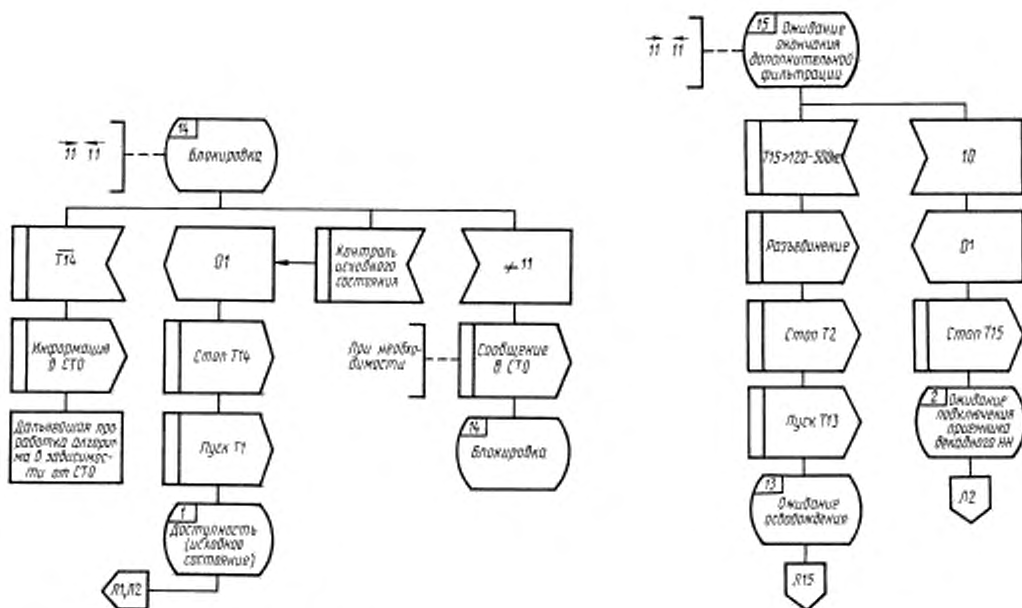 14
Блокировка
11 11
Т14
01
Контроль
исходного
состояния
11
Информация
в СТО
Стоп Т14
При необхо-
димости
Сообщение
в СТО
Дальнейшая про
работка алгорит
ма в зависимос-
ти от СТО
Пуск Т1
14
Блокировка
1
Доступность
(исходное
состояние)
Л1,Л2
15
Ожидание
окончания
дополнительной
фильтрации
11 11
Т15>120-500мс
10
Разъединение
01
Стоп Т2
Стоп Т15
Пуск Т13
2
Ожидание
подключения
приемника
декадного НН
13
Ожидание
освобождения
Л2
Л15